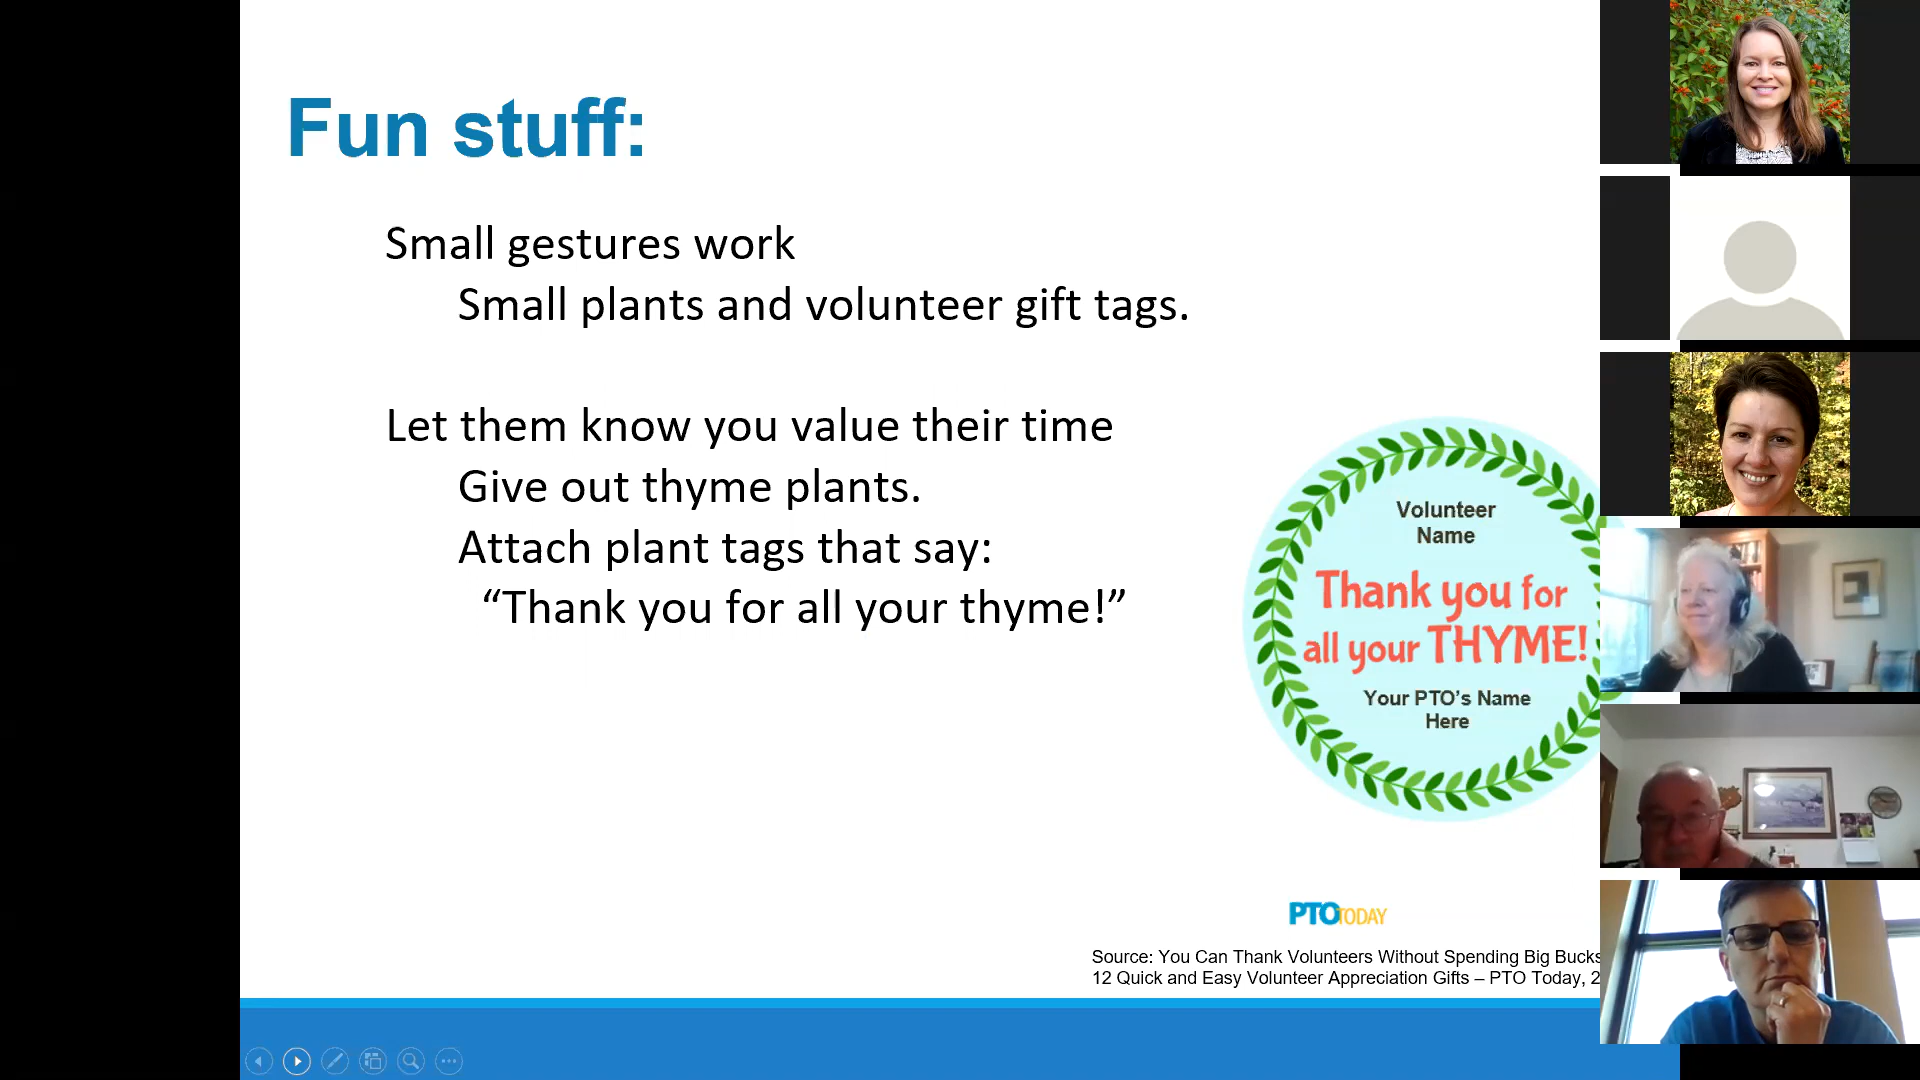 Fun stuff:
Small gestures work
Small plants and volunteer gift tags.
Let them know you value their time
Give out thyme plants.
Attach plant tags that say:
“Thank you for all your thyme!”
Volunteer
Name
Thank you for
all your THYME!
Your PTO’s Name
Here
PTO TODAY
Source: You Can Thank Volunteers Without Spending Big Bucks
12 Quick and Easy Volunteer Appreciation Gifts – PTO Today, 2